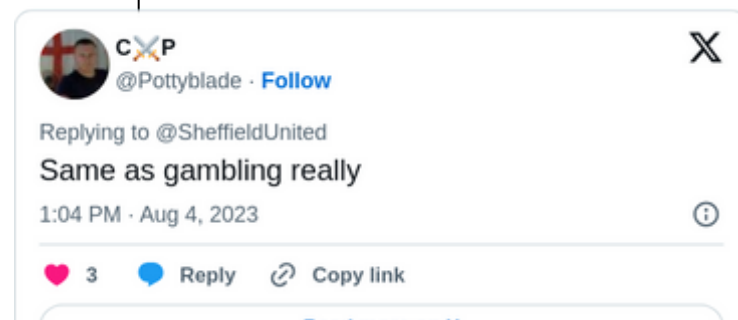 C⚔️P
@Pottyblade · Follow
Replying to @SheffieldUnited
Same as gambling really
1:04 PM · Aug 4, 2023
3 Reply Copy link